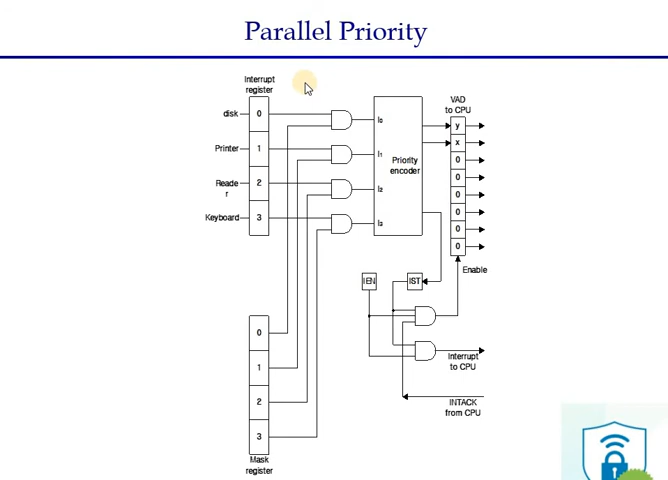 Parallel Priority
Interrupt
register
disk
0
Printer
1
Reade
r
2
Keyboard
3
I0
I1
I2
I3
Priority
encoder
VAD
to CPU
y
x
0
0
0
0
0
0
Enable
IEN
IST
Interrupt
to CPU
INTACK
from CPU
0
1
2
3
Mask
register